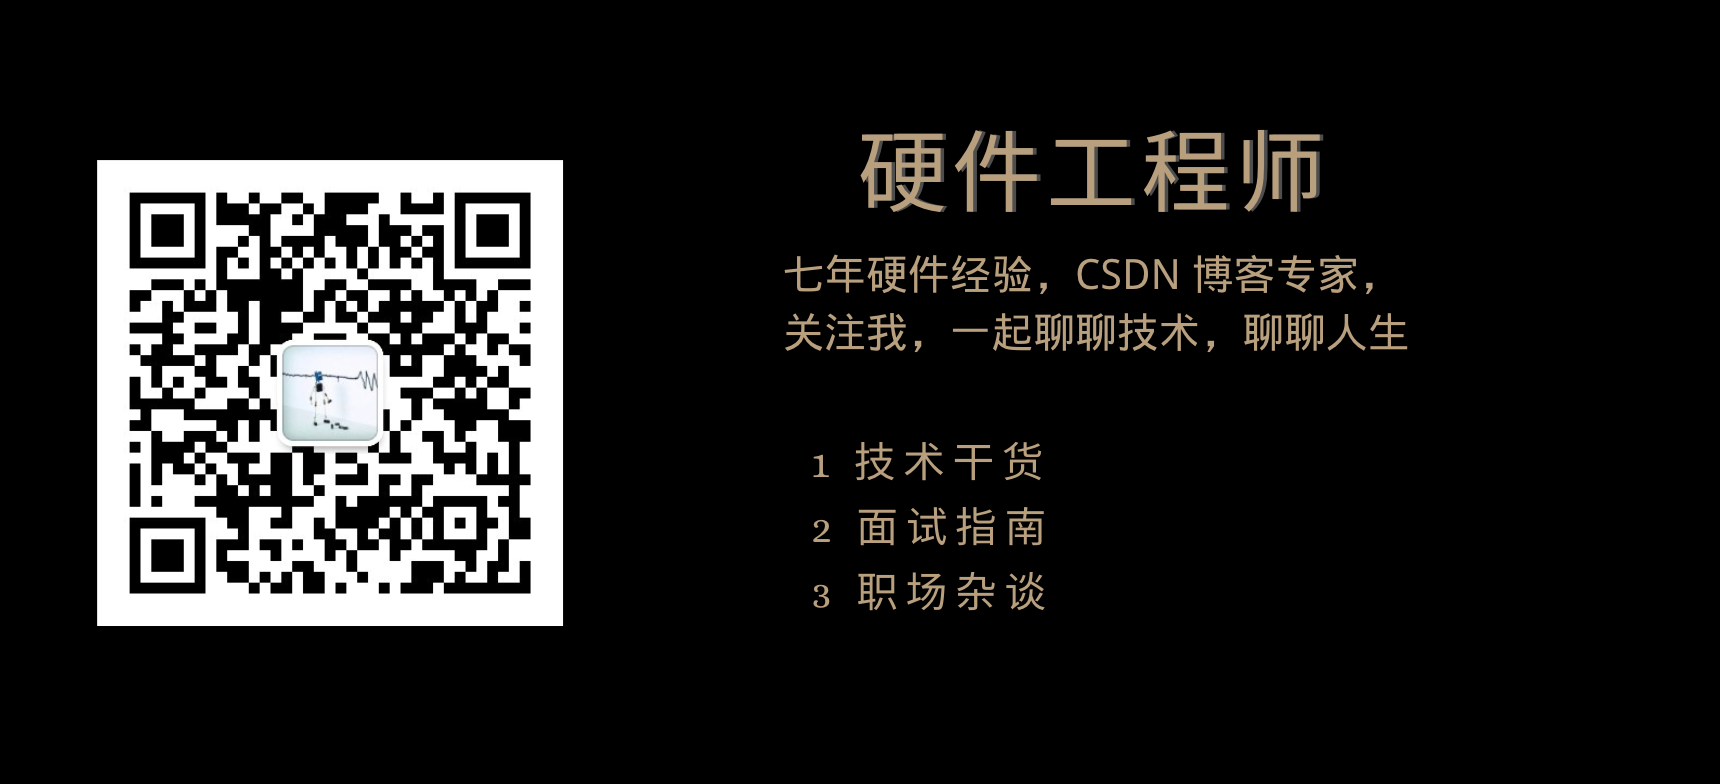 硬件工程师
七年硬件经验，CSDN 博客专家，
关注我，一起聊聊技术，聊聊人生
1 技术干货
2 面试指南
3 职场杂谈